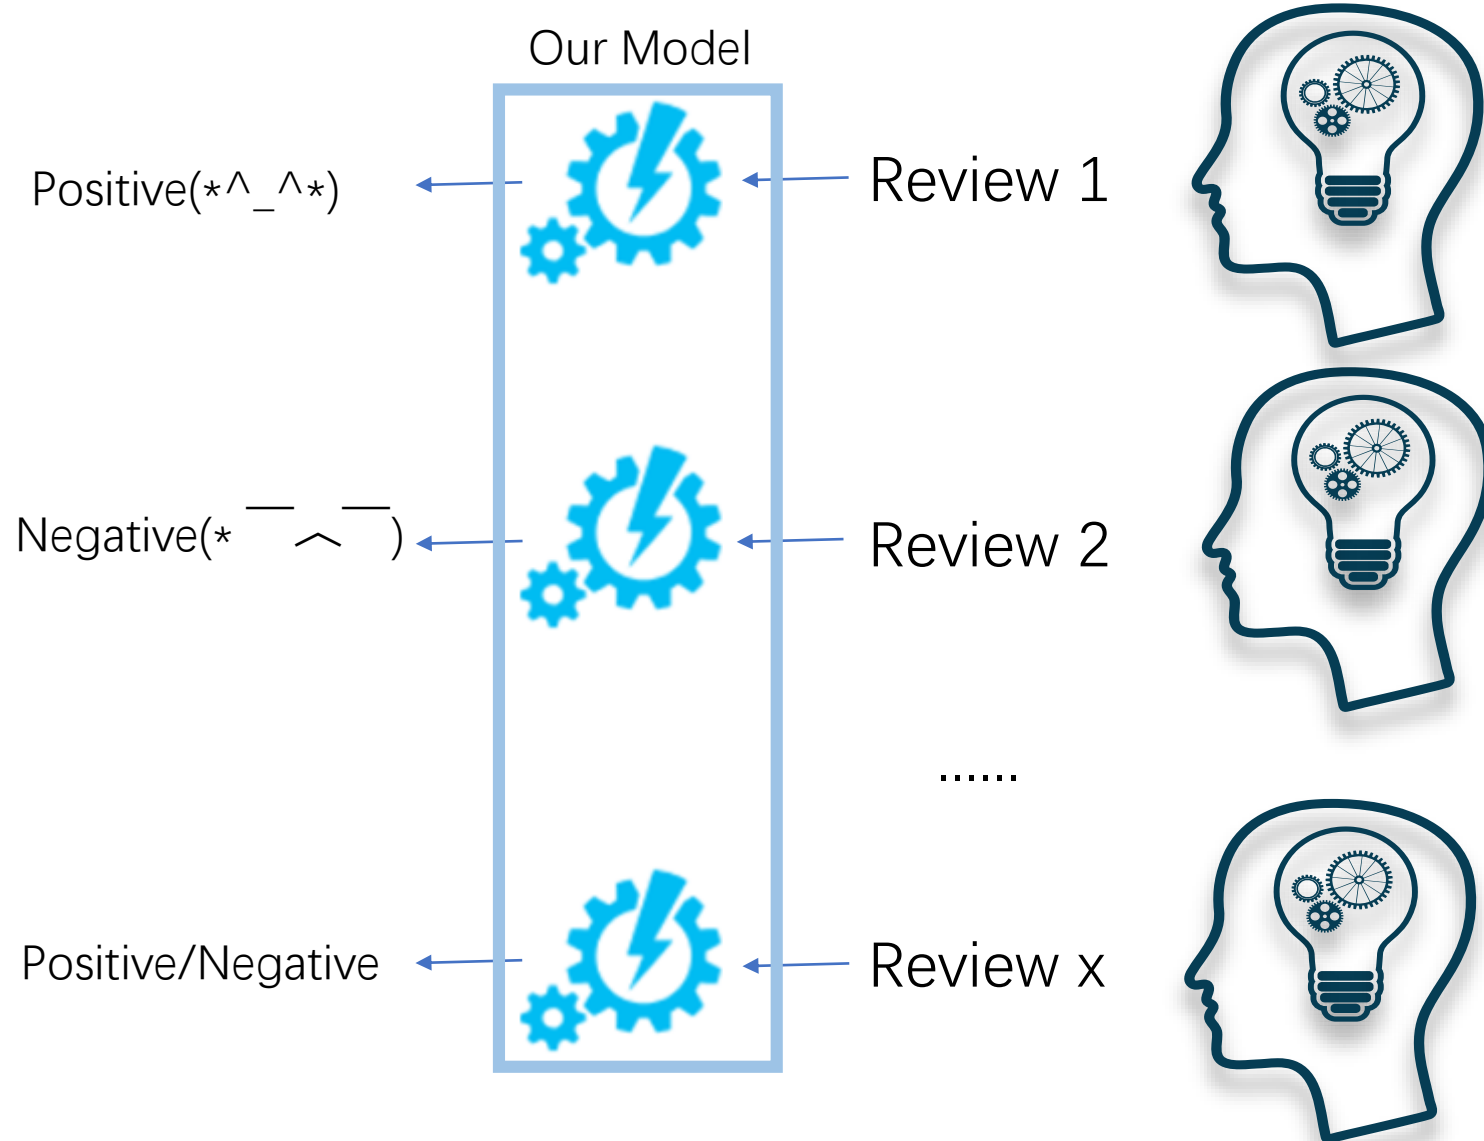 Our Model
Positive(*^_^*)
Review 1
Negative(* ￣︿￣)
Review 2
......
Positive/Negative
Review x